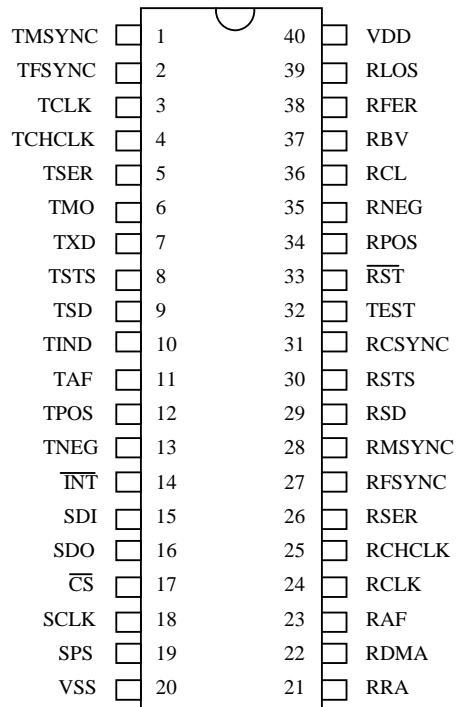 TMSYNC 1 40 VDD
TFSYNC 2 39 RLOS
TCLK 3 38 RFER
TCHCLK 4 37 RBV
TSER 5 36 RCL
TMO 6 35 RNEG
TXD 7 34 RPOS
TSTS 8 33 R̅S̅T̅
TSD 9 32 TEST
TIND 10 31 RCSYNC
TAF 11 30 RSTS
TPOS 12 29 RSD
TNEG 13 28 RMSYNC
I̅N̅T̅ 14 27 RFSYNC
SDI 15 26 RSER
SDO 16 25 RCHCLK
C̅S̅ 17 24 RCLK
SCLK 18 23 RAF
SPS 19 22 RDMA
VSS 20 21 RRA